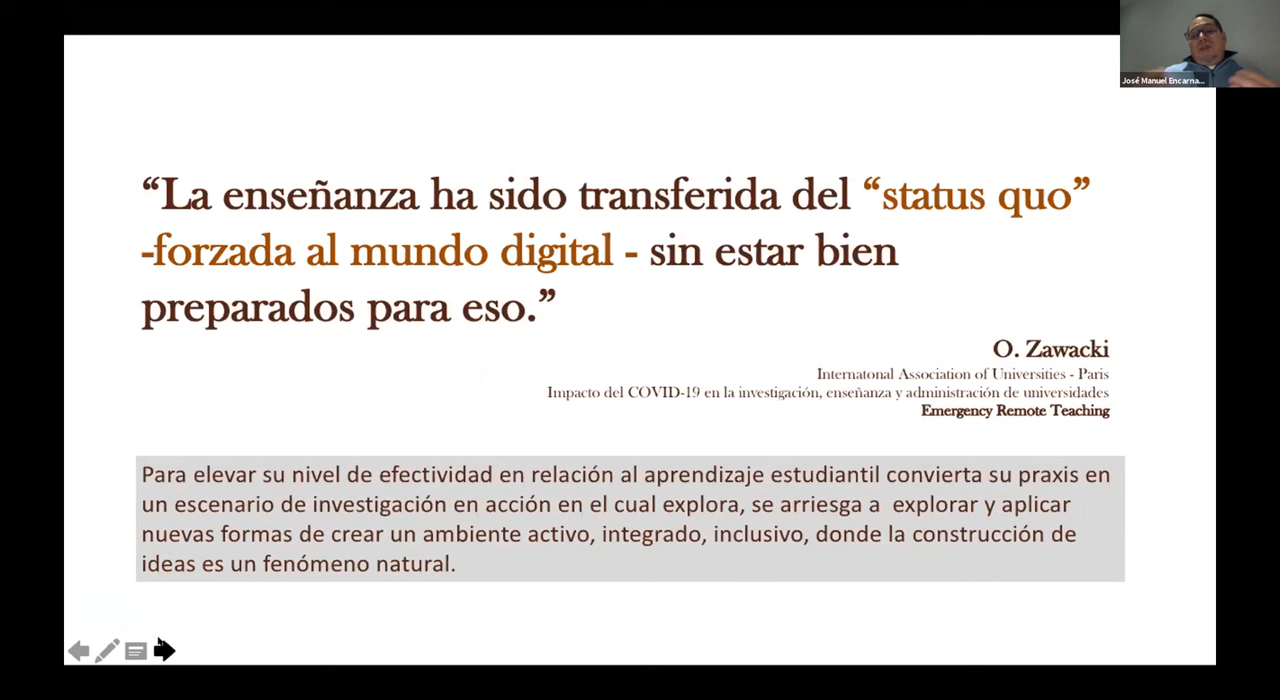 José Manuel Encarna...
“La enseñanza ha sido transferida del “status quo”
-forzada al mundo digital - sin estar bien
preparados para eso.”
O. Zawacki
Internatonal Association of Universities - Paris
Impacto del COVID-19 en la investigación, enseñanza y administración de universidades
Emergency Remote Teaching
Para elevar su nivel de efectividad en relación al aprendizaje estudiantil convierta su praxis en
un escenario de investigación en acción en el cual explora, se arriesga a explorar y aplicar
nuevas formas de crear un ambiente activo, integrado, inclusivo, donde la construcción de
ideas es un fenómeno natural.